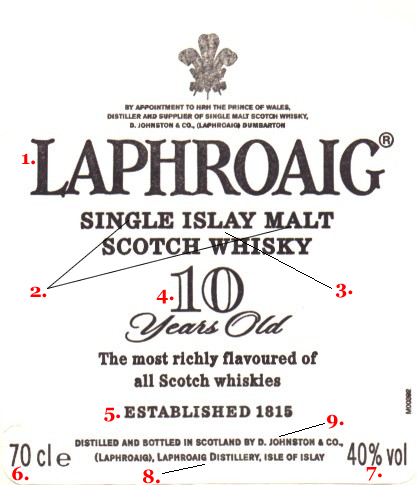 BY APPOINTMENT TO HRH THE PRINCE OF WALES,
DISTILLER AND SUPPLIER OF SINGLE MALT SCOTCH WHISKY,
D. JOHNSTON & CO., (LAPHROAIG) DUMBARTON
1. LAPHROAIG®
SINGLE ISLAY MALT
SCOTCH WHISKY
2. 3.
4. 10
Years Old
The most richly flavoured of
all Scotch whiskies
5. ESTABLISHED 1815
9.
DISTILLED AND BOTTLED IN SCOTLAND BY D. JOHNSTON & CO.,
(LAPHROAIG), LAPHROAIG DISTILLERY, ISLE OF ISLAY
70 cl e 40% vol
6. 8. 7.